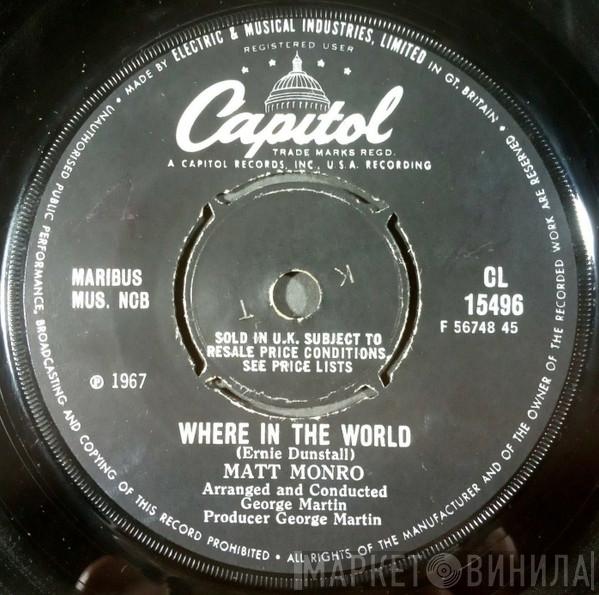 • MADE BY ELECTRIC & MUSICAL INDUSTRIES, LIMITED IN GT. BRITAIN •
REGISTERED USER
Capitol
TRADE MARKS REGD.
A CAPITOL RECORDS, INC., U.S.A. RECORDING
MARIBUS
MUS. NCB
CL
15496
F 56748 45
K
T
SOLD IN U.K. SUBJECT TO
RESALE PRICE CONDITIONS
SEE PRICE LISTS
℗ 1967
WHERE IN THE WORLD
(Ernie Dunstall)
MATT MONRO
Arranged and Conducted
George Martin
Producer George Martin
UNAUTHORISED PUBLIC PERFORMANCE, BROADCASTING AND COPYING OF THIS RECORD PROHIBITED • ALL RIGHTS OF THE MANUFACTURER AND OF THE OWNER OF THE RECORDED WORK ARE RESERVED
МАРКЕТ ВИНИЛА